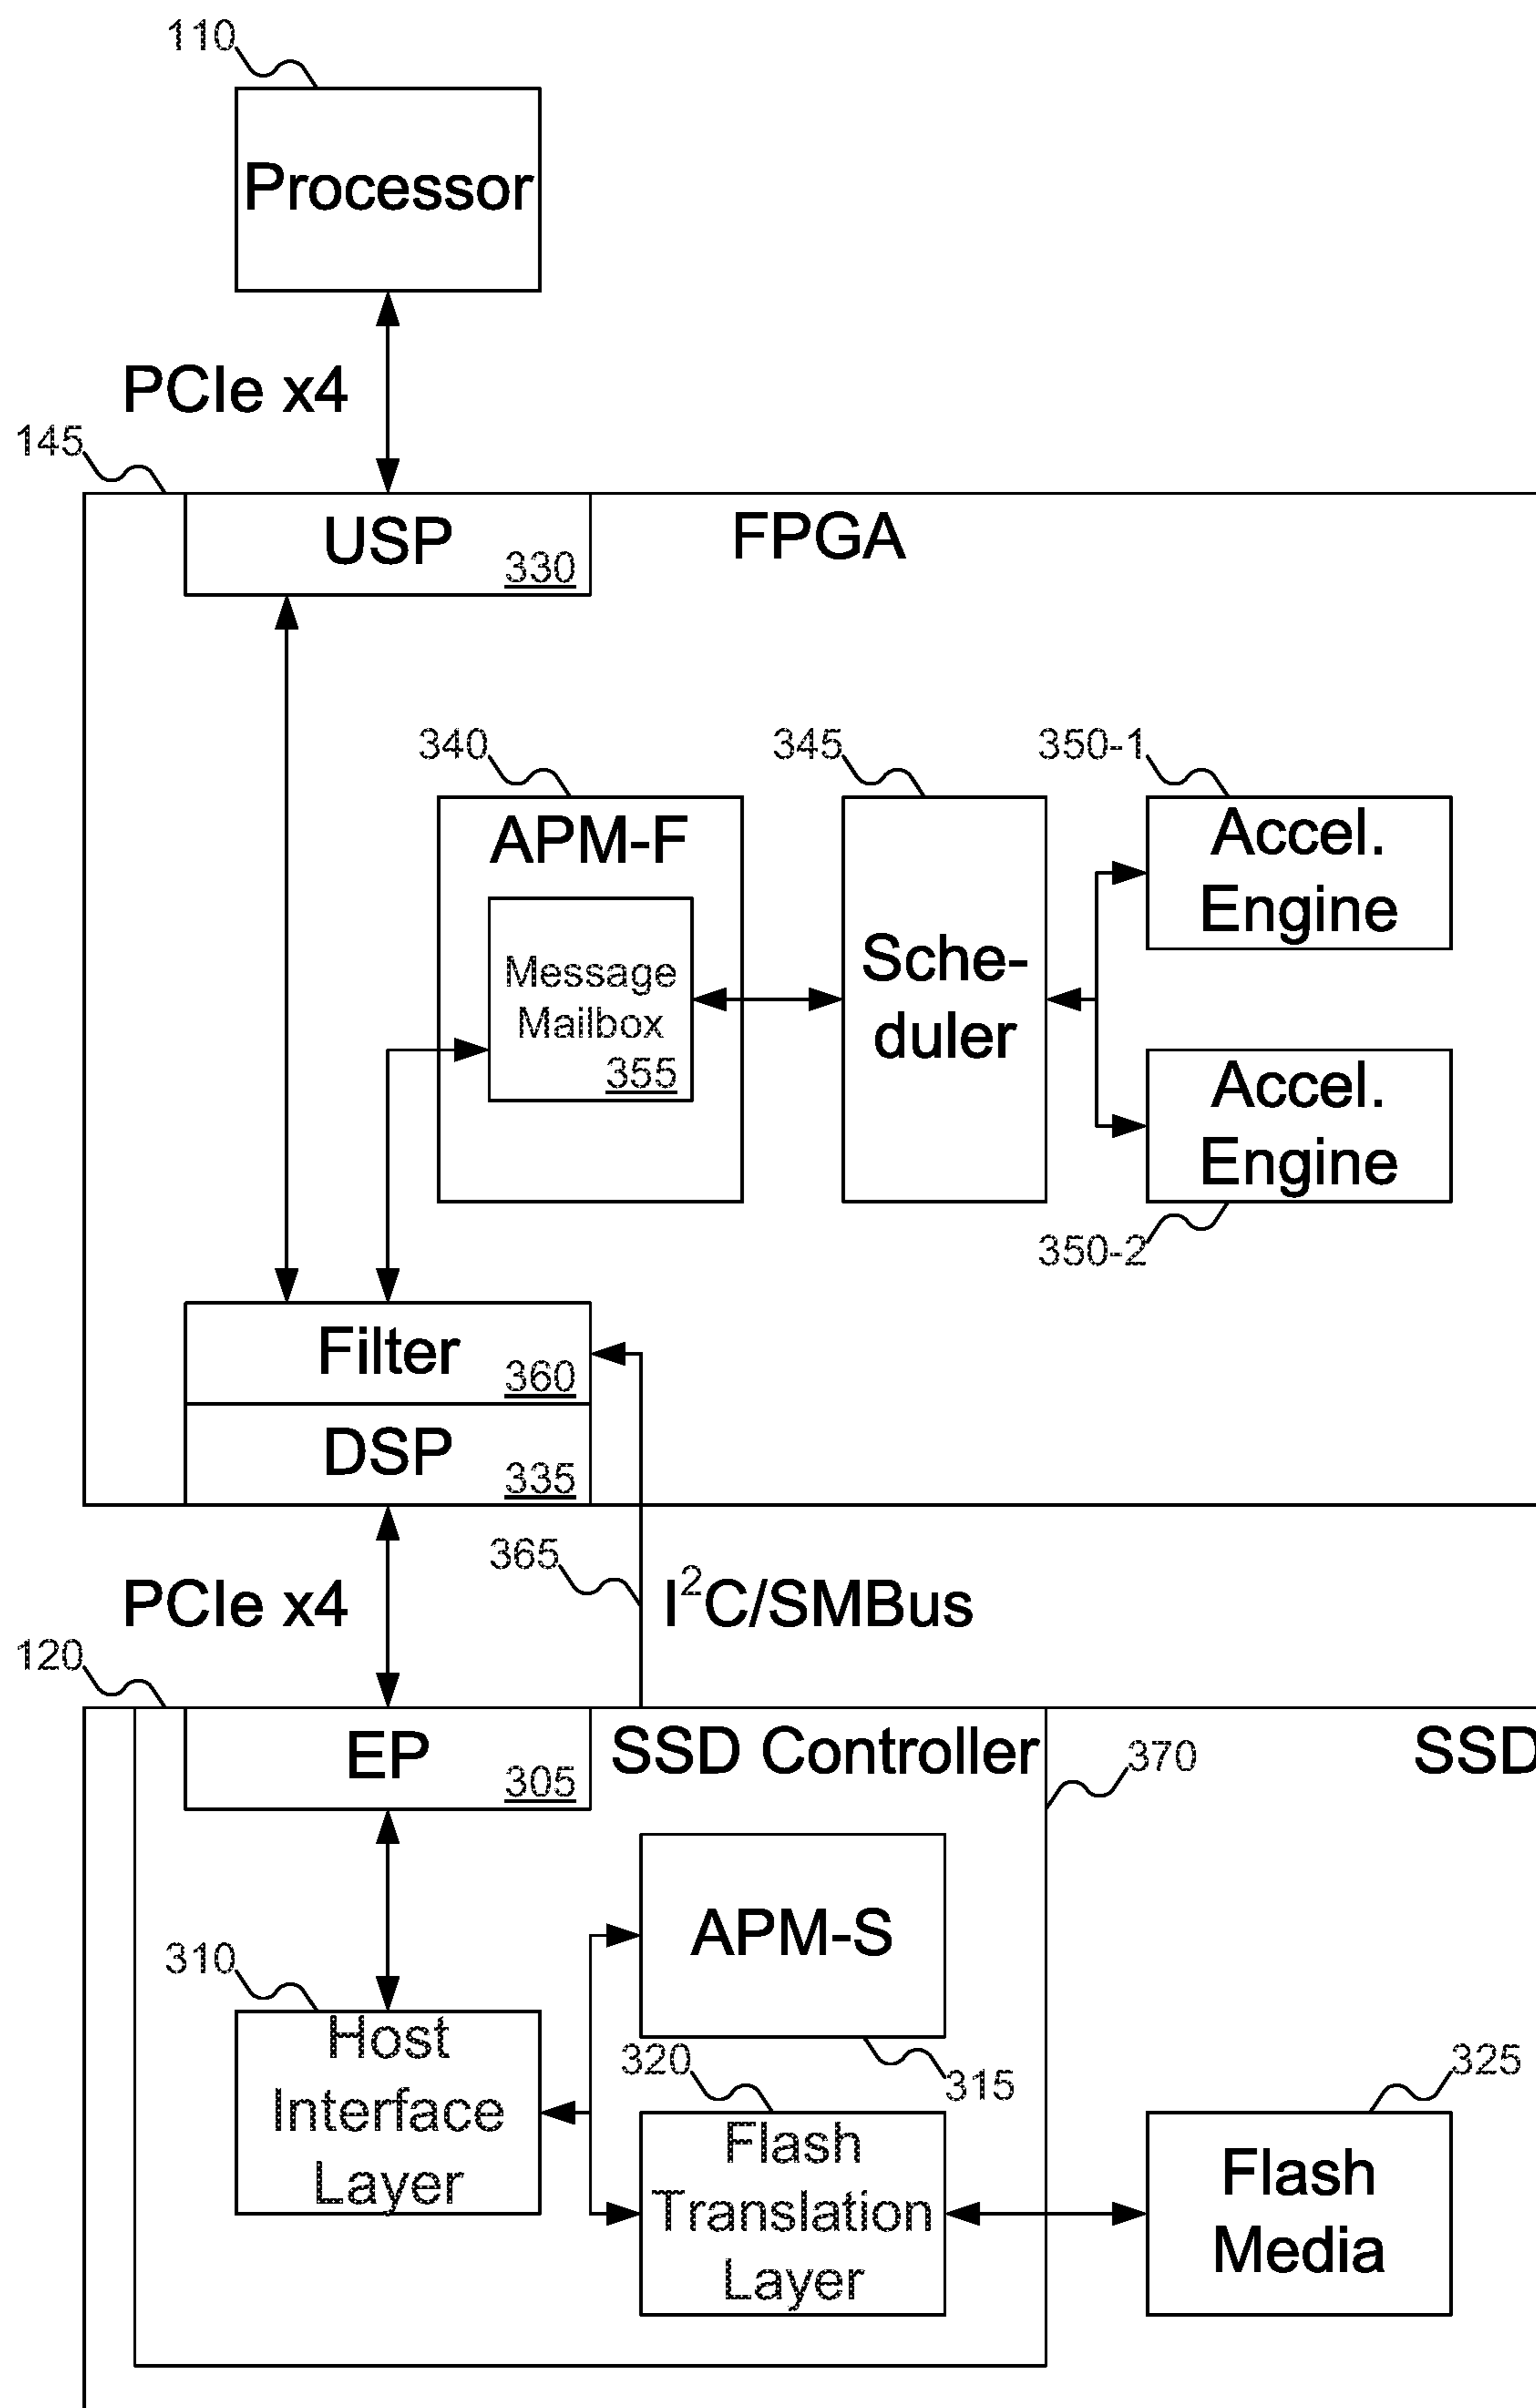 110
Processor
PCIe x4
145
USP
330
FPGA
340
345
350-1
APM-F
Message
Mailbox
355
Sche-
duler
Accel.
Engine
Accel.
Engine
350-2
Filter
360
DSP
335
365
PCIe x4
I²C/SMBus
120
EP
305
SSD Controller
370
SSD
APM-S
315
310
Host
Interface
Layer
320
Flash
Translation
Layer
325
Flash
Media